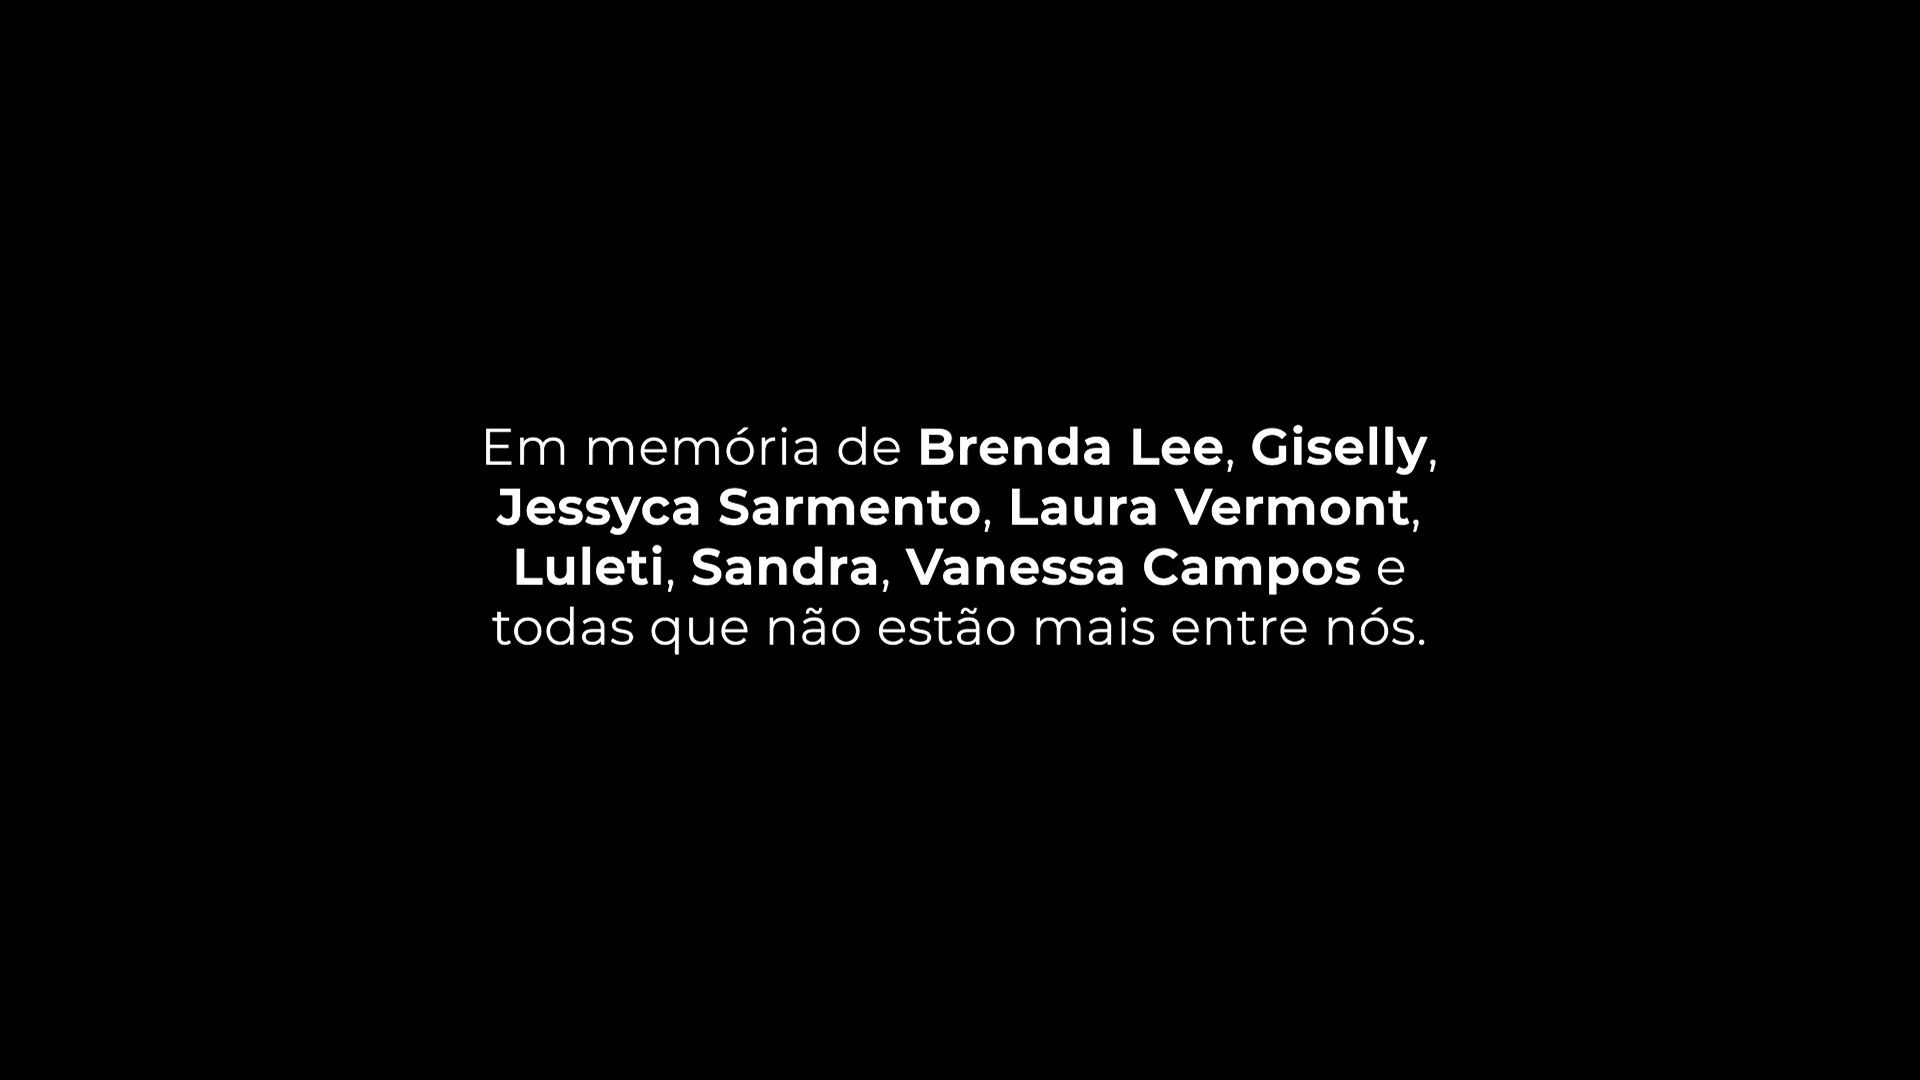 Em memória de Brenda Lee, Giselly,
Jessyca Sarmento, Laura Vermont,
Luleti, Sandra, Vanessa Campos e
todas que não estão mais entre nós.